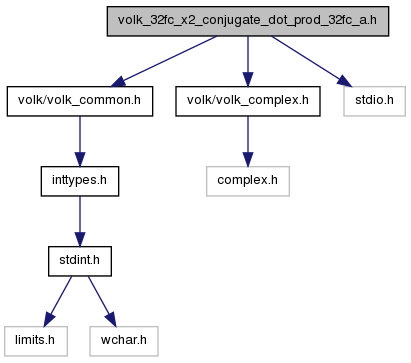 volk_32fc_x2_conjugate_dot_prod_32fc_a.h
volk/volk_common.h
volk/volk_complex.h
stdio.h
inttypes.h
complex.h
stdint.h
limits.h
wchar.h